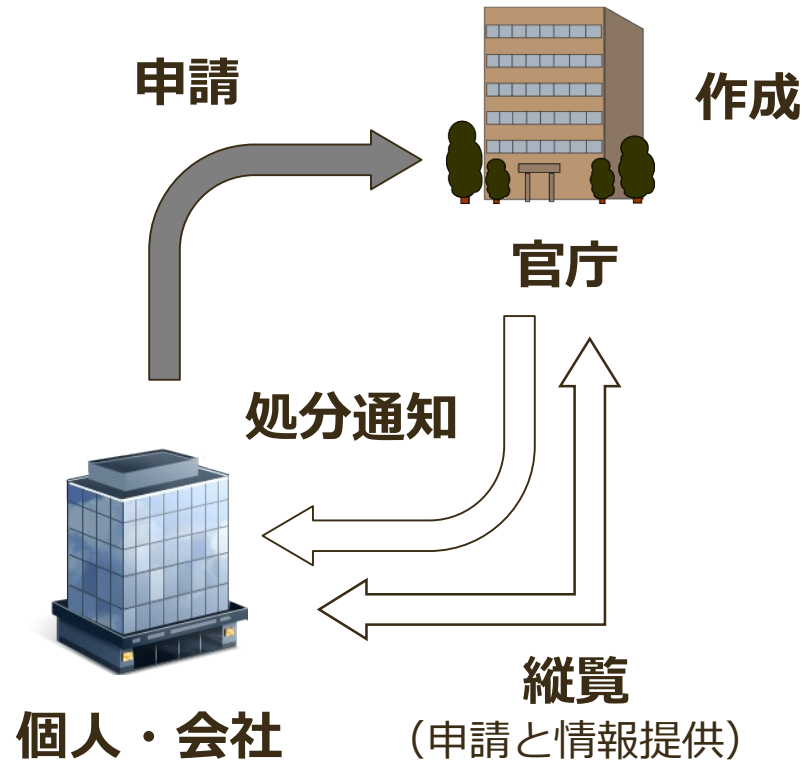 申請
作成
官庁
処分通知
縦覧
(申請と情報提供)
個人・会社